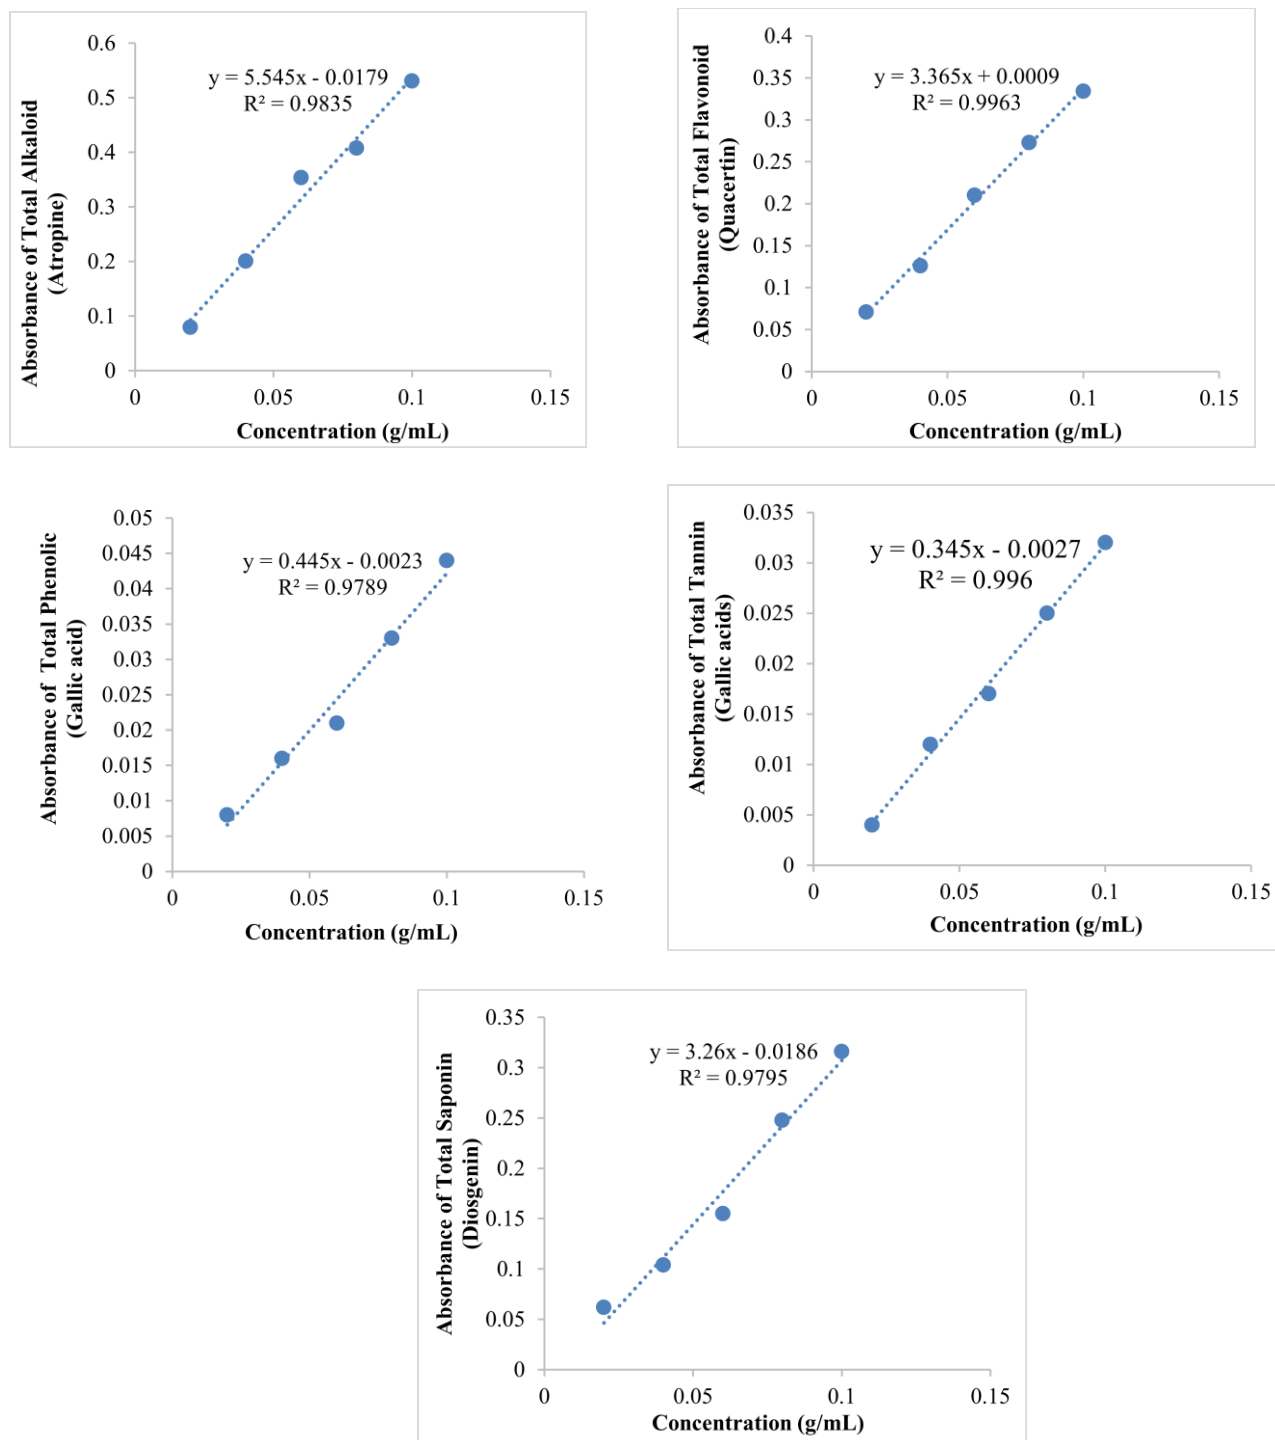 Absorbance of Total Alkaloid
(Atropine)
0.6
0.5
0.4
0.3
0.2
0.1
0
y = 5.545x - 0.0179
R² = 0.9835
0
0.05
0.1
0.15
Concentration (g/mL)
Absorbance of Total Flavonoid
(Quacertin)
0.4
0.35
0.3
0.25
0.2
0.15
0.1
0.05
0
y = 3.365x + 0.0009
R² = 0.9963
0
0.05
0.1
0.15
Concentration (g/mL)
Absorbance of Total Phenolic
(Gallic acid)
0.05
0.045
0.04
0.035
0.03
0.025
0.02
0.015
0.01
0.005
0
y = 0.445x - 0.0023
R² = 0.9789
0
0.05
0.1
0.15
Concentration (g/mL)
Absorbance of Total Tannin
(Gallic acids)
0.035
0.03
0.025
0.02
0.015
0.01
0.005
0
y = 0.345x - 0.0027
R² = 0.996
0
0.05
0.1
0.15
Concentration (g/mL)
Absorbance of Total Saponin
(Diosgenin)
0.35
0.3
0.25
0.2
0.15
0.1
0.05
0
y = 3.26x - 0.0186
R² = 0.9795
0
0.05
0.1
0.15
Concentration (g/mL)